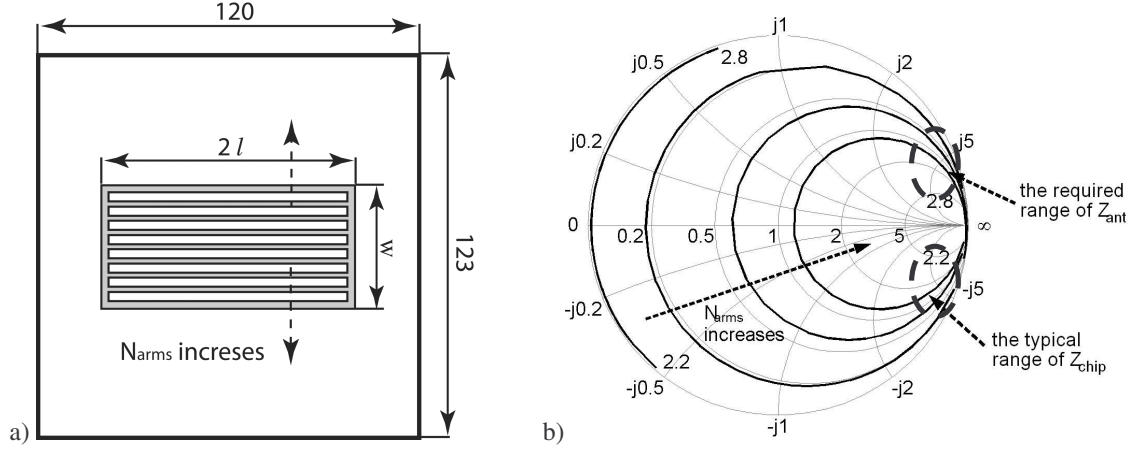 120
2 l
w
123
Narms increses
a)
j1
j0.5
2.8
j2
j0.2
j5
the required
range of Zant
2.8
0
0.2
0.5
1
2
5
∞
2.2
-j5
-j0.2
Narms
increases
the typical
range of Zchip
2.2
-j0.5
-j2
-j1
b)